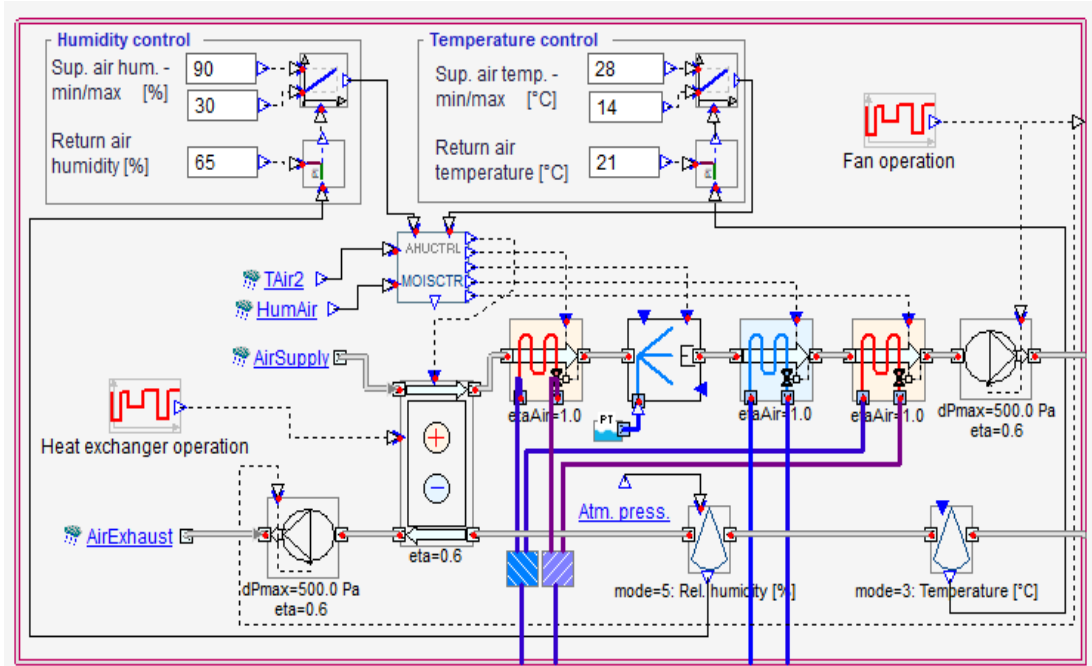 Humidity control
Sup. air hum. -
min/max [%]
90
30
Return air
humidity [%]
65
Temperature control
Sup. air temp. -
min/max [°C]
28
14
Return air
temperature [°C]
21
Fan operation
AHUCTRL
MOISCTR
TAir2
HumAir
AirSupply
Heat exchanger operation
AirExhaust
dPmax=500.0 Pa
eta=0.6
eta=0.6
etaAir=1.0
PT
E
etaAir=1.0
etaAir=1.0
dPmax=500.0 Pa
eta=0.6
Atm. press.
mode=5: Rel. humidity [%]
mode=3: Temperature [°C]